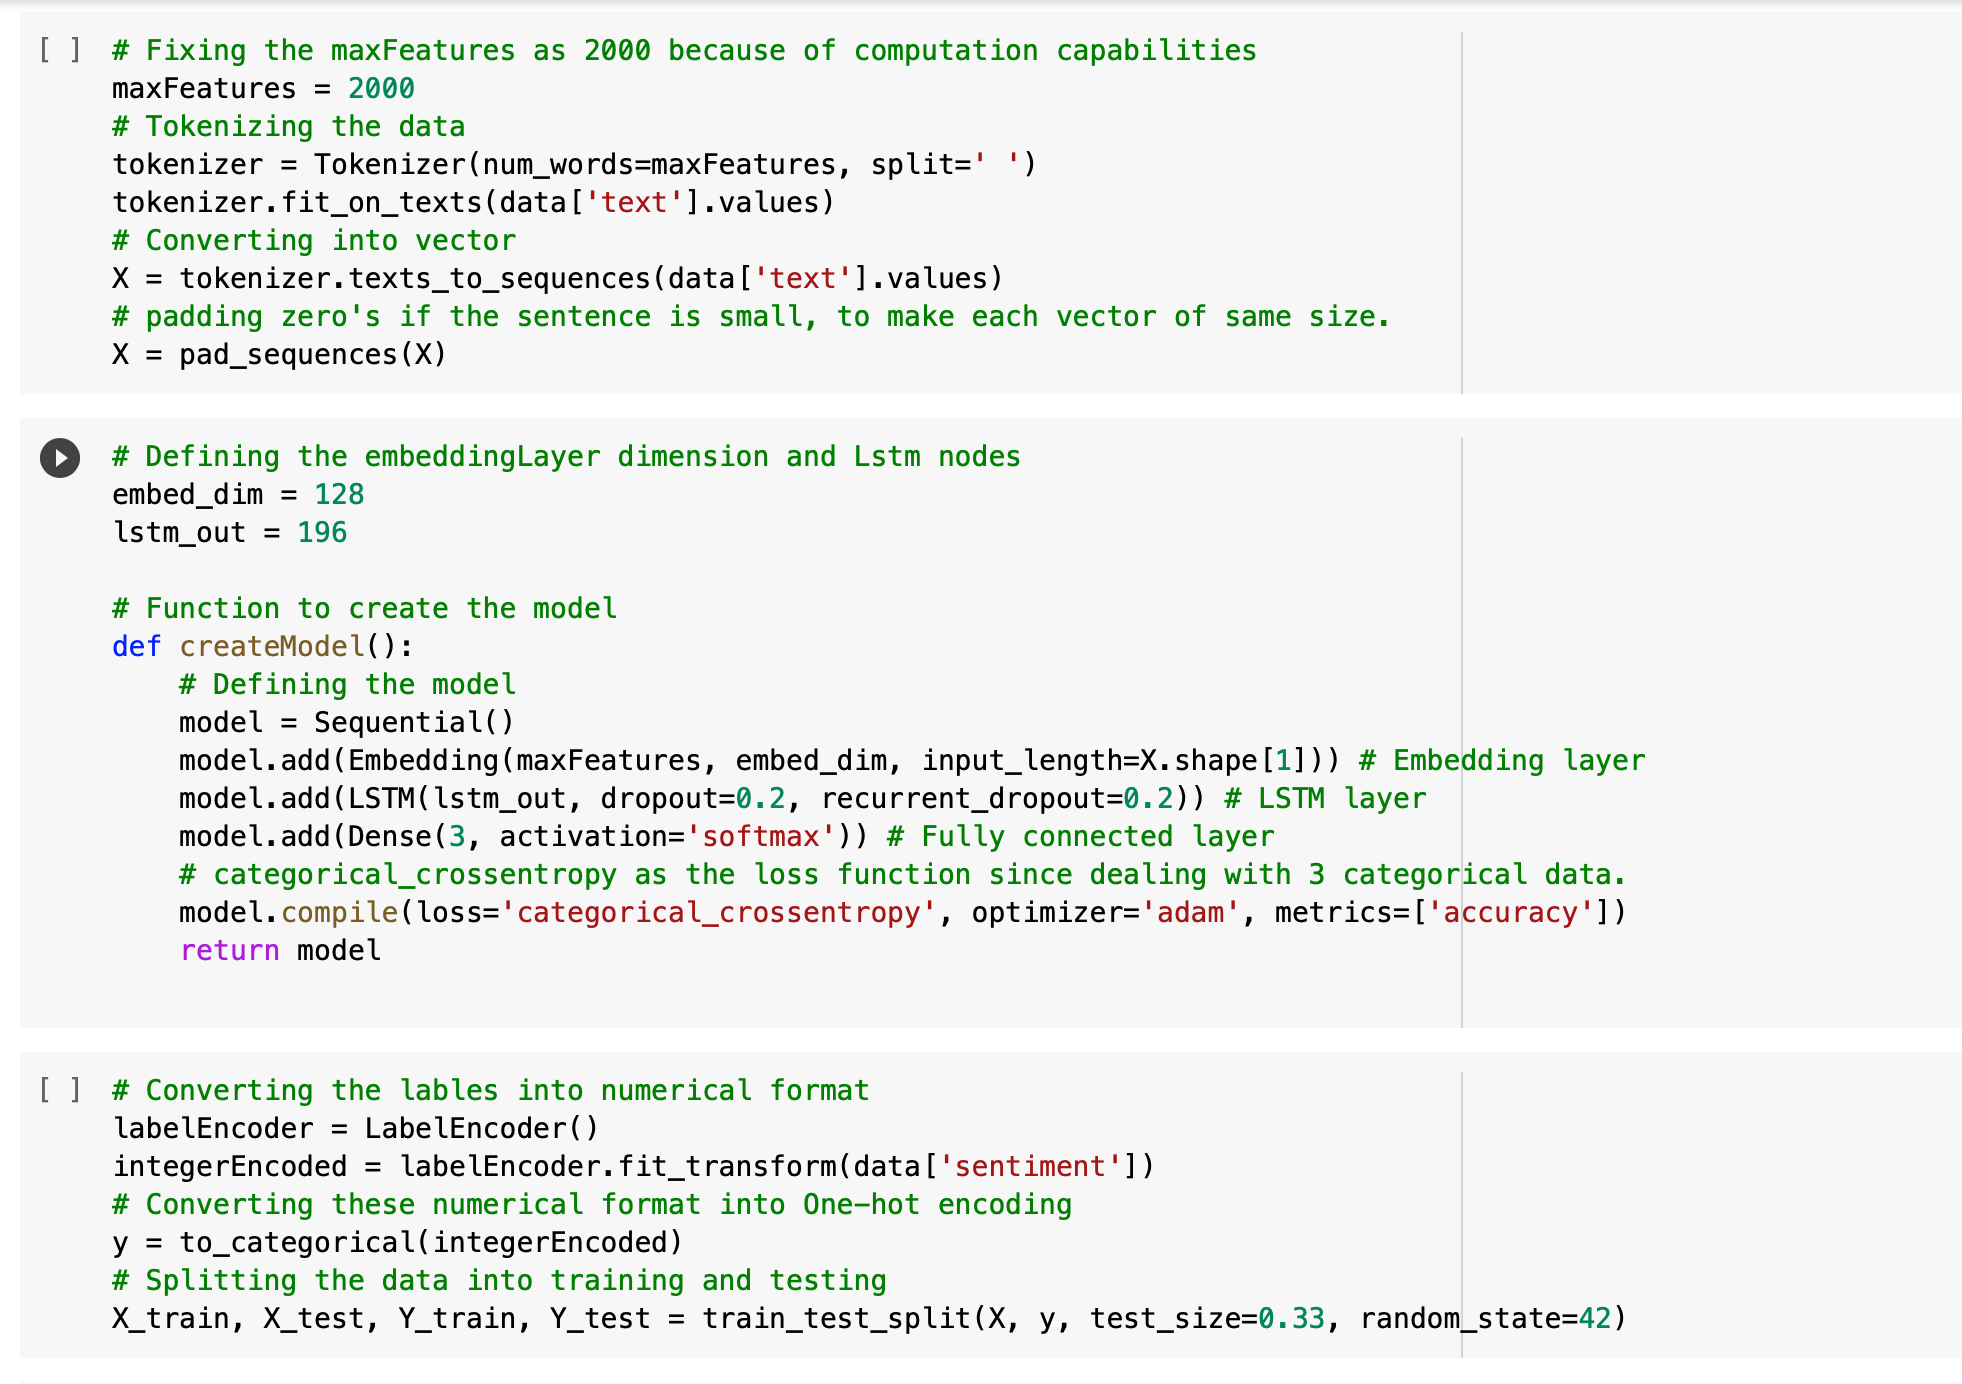 [ ] # Fixing the maxFeatures as 2000 because of computation capabilities
maxFeatures = 2000
# Tokenizing the data
tokenizer = Tokenizer(num_words=maxFeatures, split=' ')
tokenizer.fit_on_texts(data['text'].values)
# Converting into vector
X = tokenizer.texts_to_sequences(data['text'].values)
# padding zero's if the sentence is small, to make each vector of same size.
X = pad_sequences(X)
# Defining the embeddingLayer dimension and Lstm nodes
embed_dim = 128
lstm_out = 196
# Function to create the model
def createModel():
    # Defining the model
    model = Sequential()
    model.add(Embedding(maxFeatures, embed_dim, input_length=X.shape[1])) # Embedding layer
    model.add(LSTM(lstm_out, dropout=0.2, recurrent_dropout=0.2)) # LSTM layer
    model.add(Dense(3, activation='softmax')) # Fully connected layer
    # categorical_crossentropy as the loss function since dealing with 3 categorical data.
    model.compile(loss='categorical_crossentropy', optimizer='adam', metrics=['accuracy'])
    return model
[ ] # Converting the lables into numerical format
labelEncoder = LabelEncoder()
integerEncoded = labelEncoder.fit_transform(data['sentiment'])
# Converting these numerical format into One-hot encoding
y = to_categorical(integerEncoded)
# Splitting the data into training and testing
X_train, X_test, Y_train, Y_test = train_test_split(X, y, test_size=0.33, random_state=42)